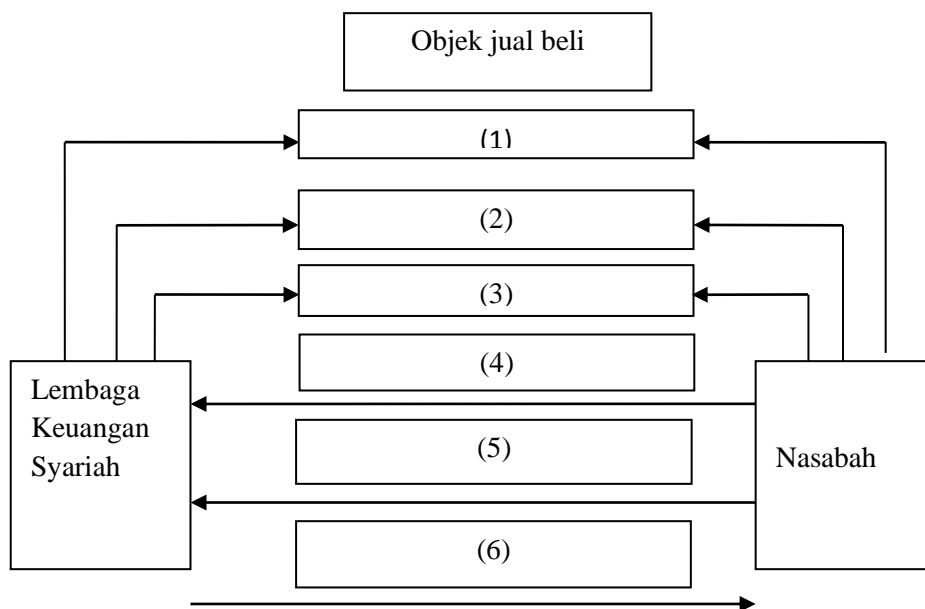 Objek jual beli
(1)
(2)
(3)
(4)
Lembaga
Keuangan
Syariah
(5)
Nasabah
(6)